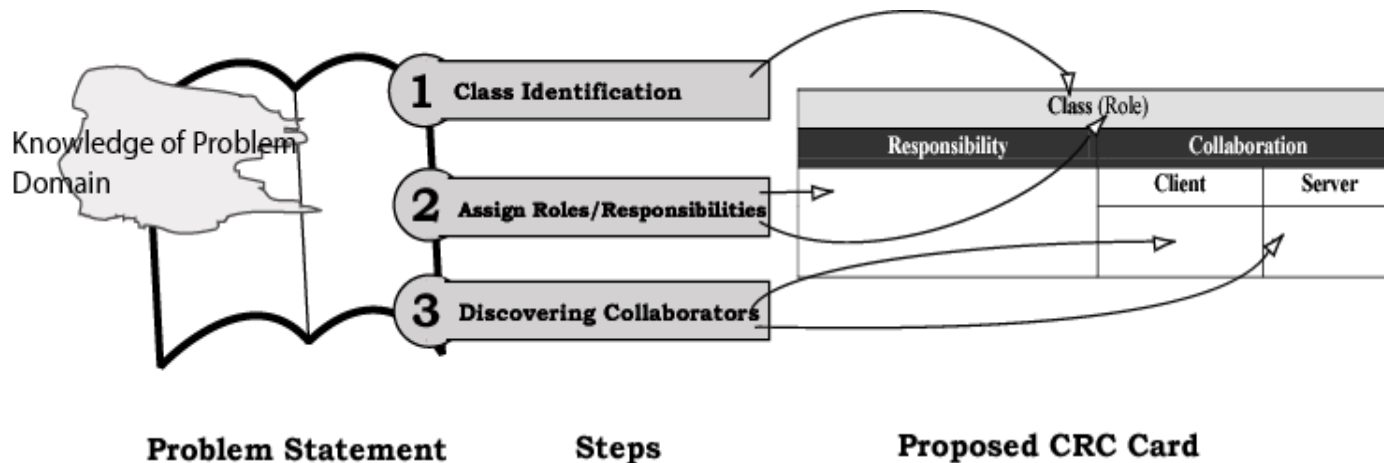 Knowledge of Problem
Domain
1 Class Identification
2 Assign Roles/Responsibilities
3 Discovering Collaborators
Class (Role)
Responsibility Collaboration
Client Server
Problem Statement Steps Proposed CRC Card